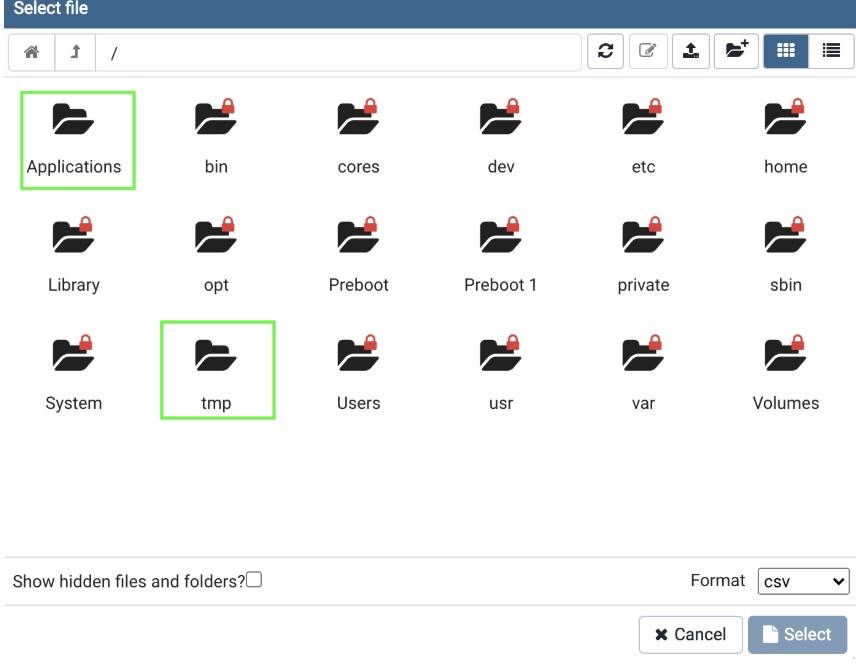 Select file
/
Applications
bin
cores
dev
etc
home
Library
opt
Preboot
Preboot 1
private
sbin
System
tmp
Users
usr
var
Volumes
Show hidden files and folders?
Format
csv
Cancel
Select